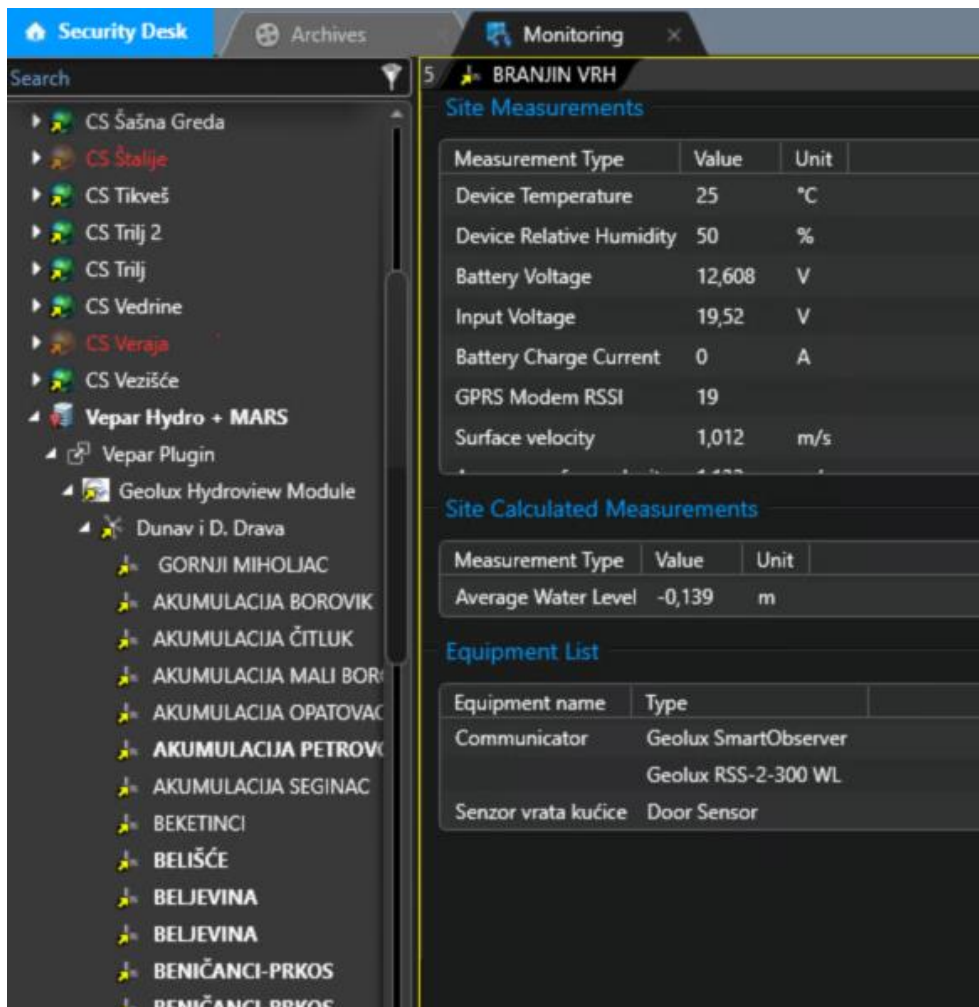 Security Desk
Archives
Monitoring
Search
CS Šašna Greda
CS Štalije
CS Tikveš
CS Trilj 2
CS Trilj
CS Vedrine
CS Veraja
CS Vezišće
Vepar Hydro + MARS
Vepar Plugin
Geolux Hydroview Module
Dunav i D. Drava
GORNJI MIHOLJAC
AKUMULACIJA BOROVIK
AKUMULACIJA ČITLUK
AKUMULACIJA MALI BOR
AKUMULACIJA OPATOVAC
AKUMULACIJA PETROV
AKUMULACIJA SEGINAC
BEKETINCI
BELIŠĆE
BELJEVINA
BELJEVINA
BENIČANCI-PRKOS
BENIČANCI-PRKOS
5 BRANJIN VRH
Site Measurements
Measurement Type Value Unit
Device Temperature 25 °C
Device Relative Humidity 50 %
Battery Voltage 12,608 V
Input Voltage 19,52 V
Battery Charge Current 0 A
GPRS Modem RSSI 19
Surface velocity 1,012 m/s
Site Calculated Measurements
Measurement Type Value Unit
Average Water Level -0,139 m
Equipment List
Equipment name Type
Communicator Geolux SmartObserver
Geolux RSS-2-300 WL
Senzor vrata kućice Door Sensor